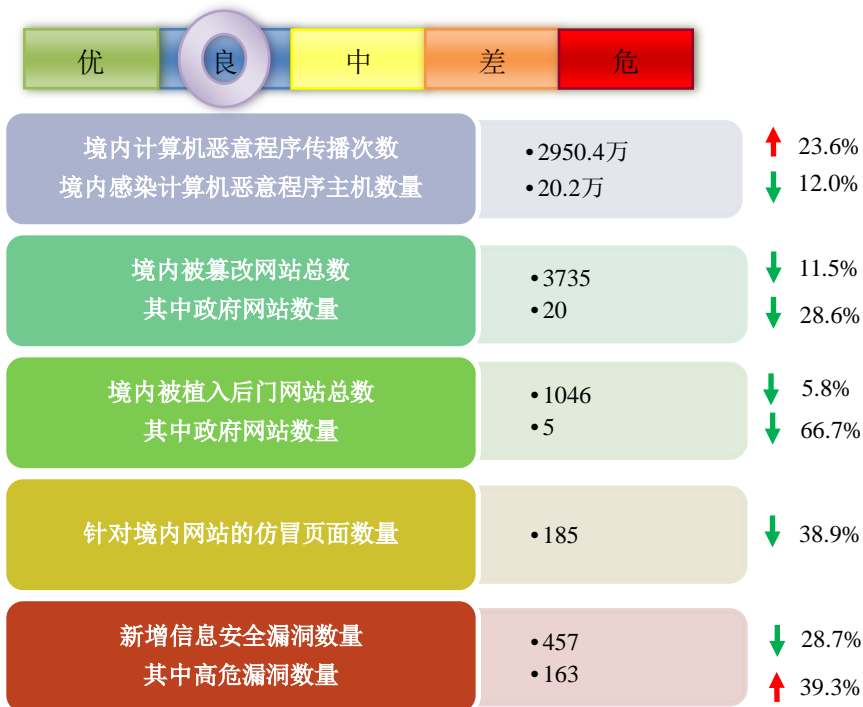 优 良 中 差 危
境内计算机恶意程序传播次数 •2950.4万 23.6%
境内感染计算机恶意程序主机数量 •20.2万 12.0%
境内被篡改网站总数 •3735 11.5%
其中政府网站数量 •20 28.6%
境内被植入后门网站总数 •1046 5.8%
其中政府网站数量 •5 66.7%
针对境内网站的仿冒页面数量 •185 38.9%
新增信息安全漏洞数量 •457 28.7%
其中高危漏洞数量 •163 39.3%